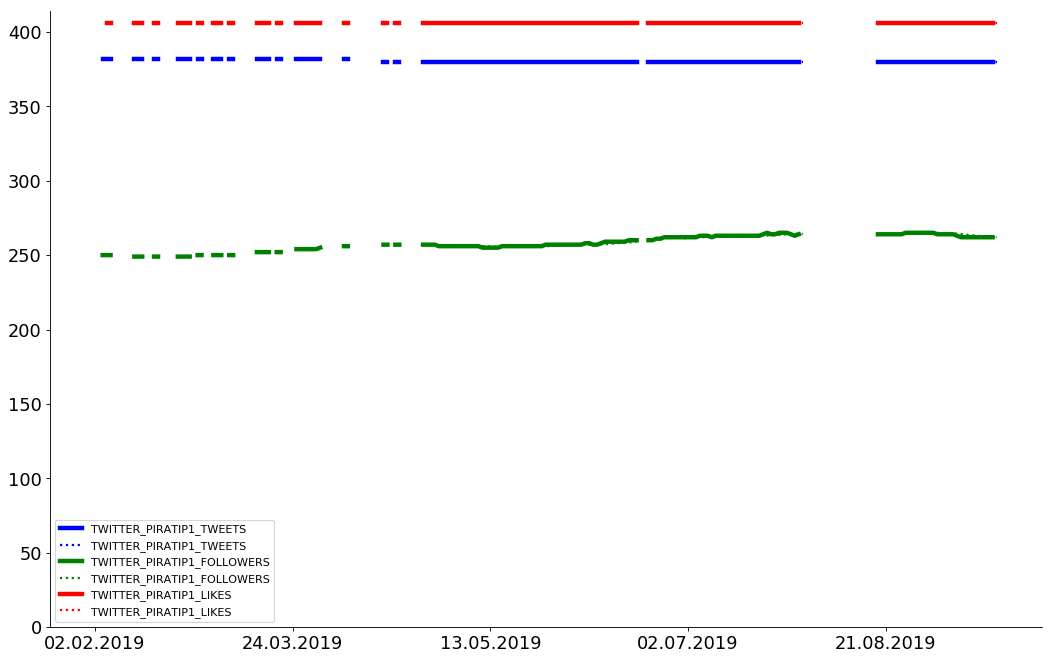 400
350
300
250
200
150
100
50
0
TWITTER_PIRATIP1_TWEETS
TWITTER_PIRATIP1_TWEETS
TWITTER_PIRATIP1_FOLLOWERS
TWITTER_PIRATIP1_FOLLOWERS
TWITTER_PIRATIP1_LIKES
TWITTER_PIRATIP1_LIKES
02.02.2019 24.03.2019 13.05.2019 02.07.2019 21.08.2019